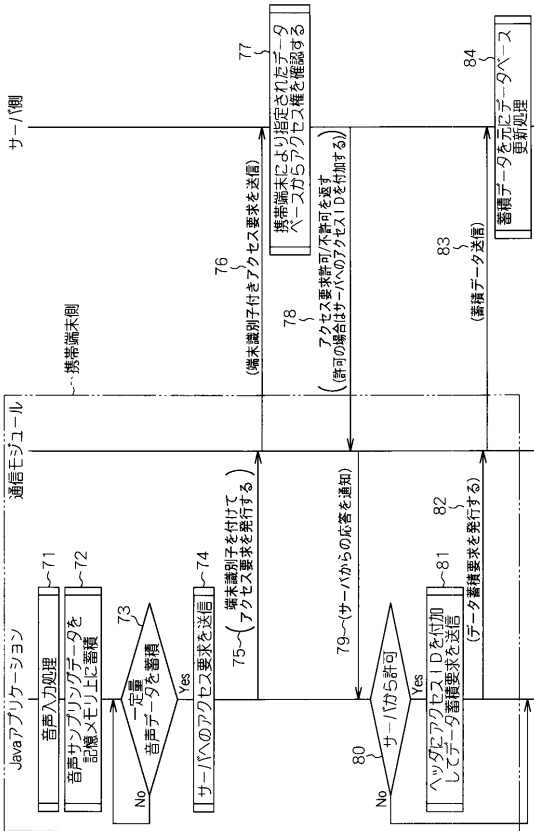 サーバ側
携帯端末側
通信モジュール
Javaアプリケーション
71
音声入力処理
72
音声サンプリングデータを
記憶メモリ上に蓄積
73
一定量
音声データを蓄積
No
Yes
74
サーバへのアクセス要求を送信
75
(端末識別子を付けて
アクセス要求を発行する)
76
(端末識別子付きアクセス要求を送信)
77
携帯端末により指定されたデータ
ベースからアクセス権を確認する
78
(アクセス要求許可/不許可を返す
(許可の場合はサーバへのアクセスIDを付加する))
79
(サーバからの応答を通知)
80
サーバから許可
No
Yes
81
ヘッダにアクセスIDを付加
してデータ蓄積要求を送信
82
(データ蓄積要求を発行する)
83
(蓄積データ送信)
84
蓄積データを元にデータベース
更新処理